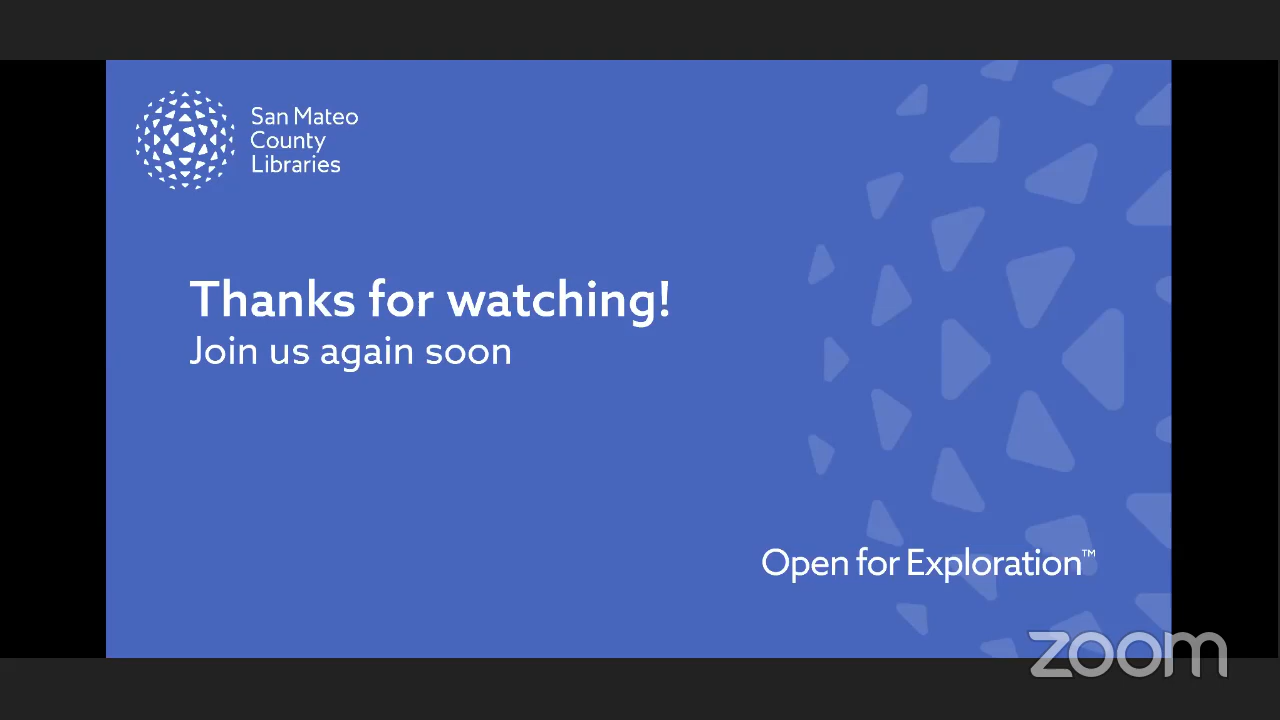 San Mateo
County
Libraries
Thanks for watching!
Join us again soon
Open for Exploration™
zoom